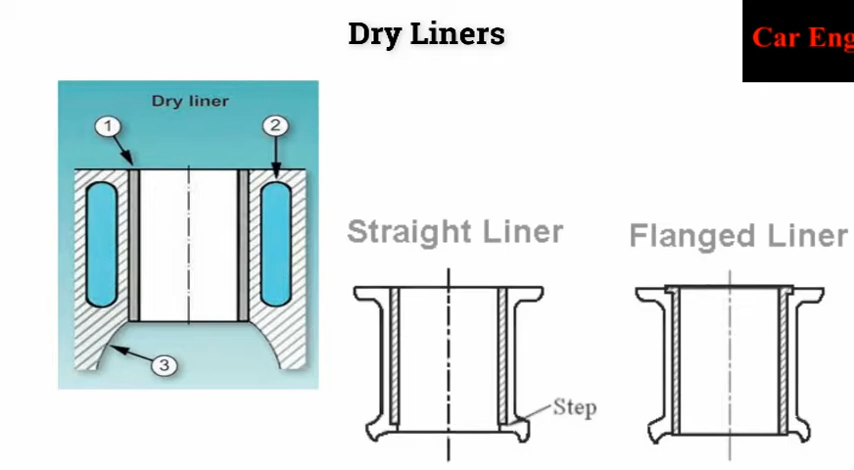 Dry Liners
Car Eng
Dry liner
1
2
3
Straight Liner
Flanged Liner
Step